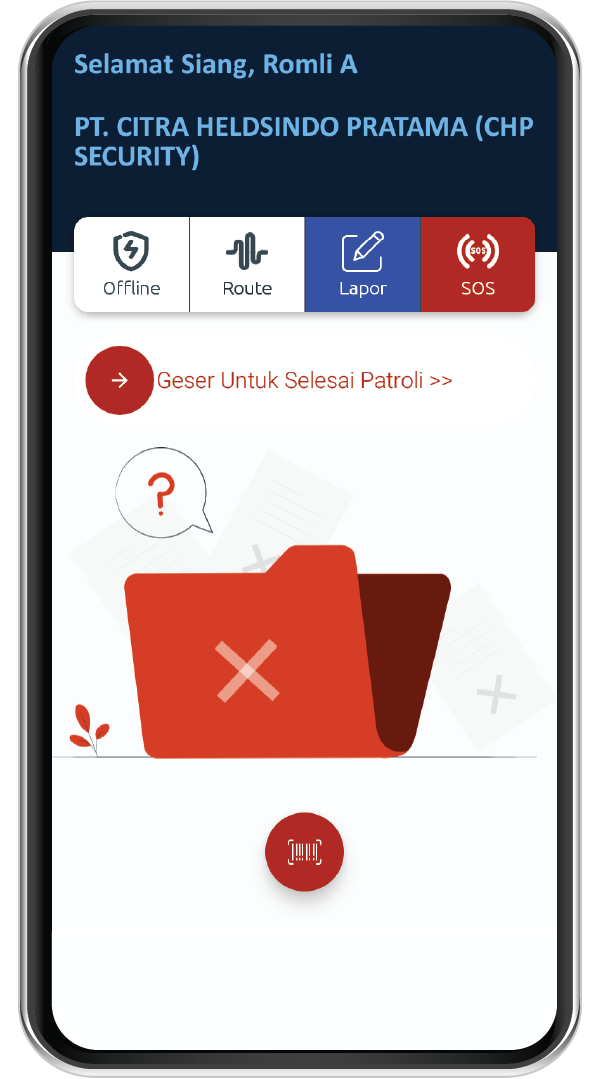 Selamat Siang, Romli A
PT. CITRA HELDSINDO PRATAMA (CHP
SECURITY)
Offline
Route
Lapor
SOS
SOS
Geser Untuk Selesai Patroli >>
?